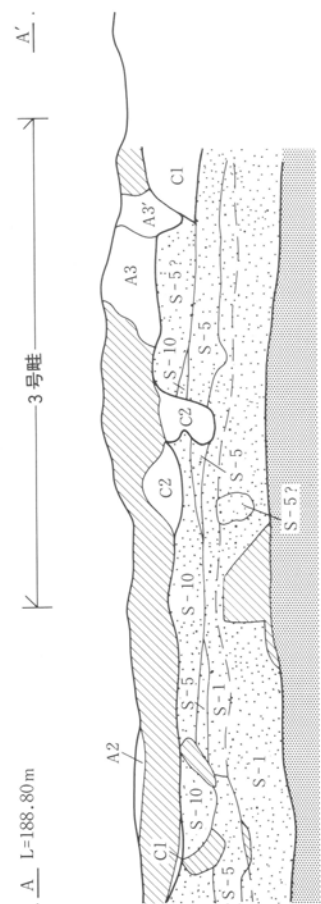 A L=188.80m
A′
3号畦
A2
A3
A3′
C1
C2
C1
S-5
S-10
C2
S-10
S-5?
S-10
S-5
S-1
S-5
S-5
S-1
S-5?